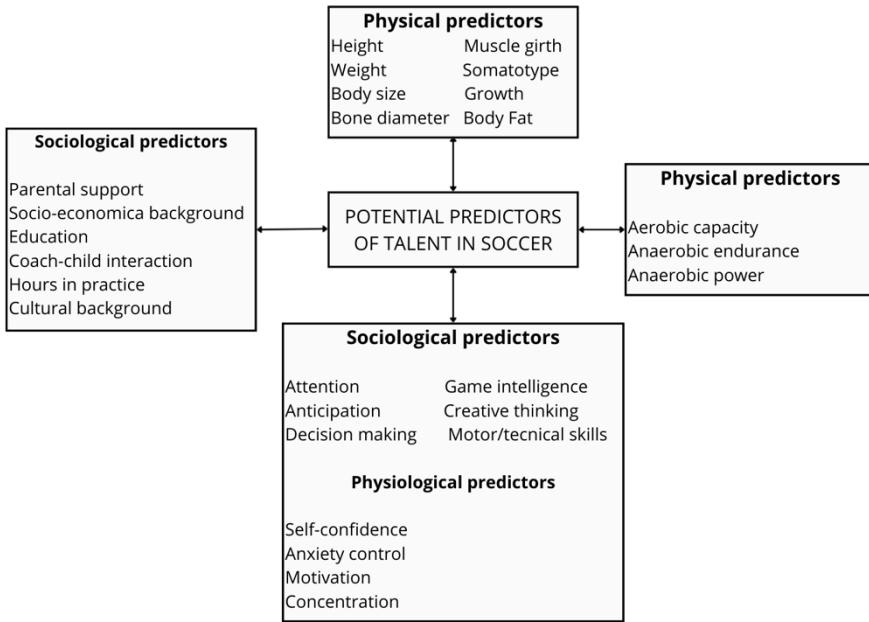 Physical predictors
Height Muscle girth
Weight Somatotype
Body size Growth
Bone diameter Body Fat
Sociological predictors
Parental support
Socio-economica background
Education
Coach-child interaction
Hours in practice
Cultural background
POTENTIAL PREDICTORS
OF TALENT IN SOCCER
Physical predictors
Aerobic capacity
Anaerobic endurance
Anaerobic power
Sociological predictors
Attention Game intelligence
Anticipation Creative thinking
Decision making Motor/tecnical skills
Physiological predictors
Self-confidence
Anxiety control
Motivation
Concentration